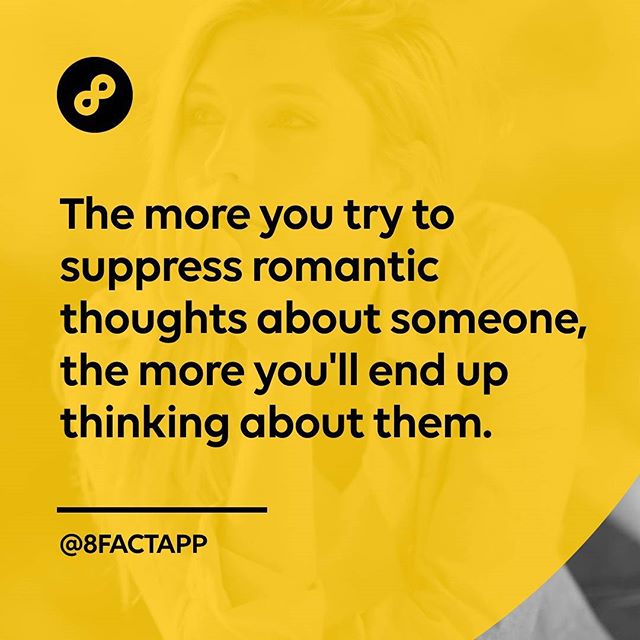 The more you try to
suppress romantic
thoughts about someone,
the more you'll end up
thinking about them.
@8FACTAPP